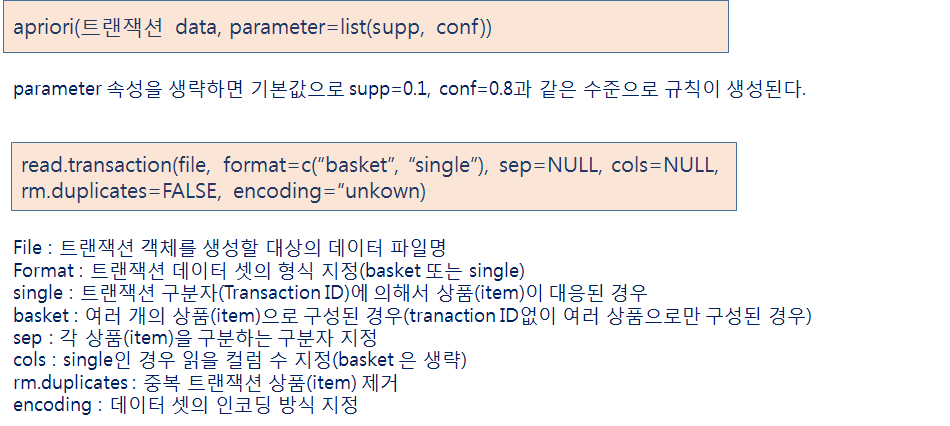 apriori(트랜잭션 data, parameter=list(supp, conf))
parameter 속성을 생략하면 기본값으로 supp=0.1, conf=0.8과 같은 수준으로 규칙이 생성된다.
read.transaction(file, format=c(“basket”, “single”), sep=NULL, cols=NULL,
rm.duplicates=FALSE, encoding=“unkown)
File : 트랜잭션 객체를 생성할 대상의 데이터 파일명
Format : 트랜잭션 데이터 셋의 형식 지정(basket 또는 single)
single : 트랜잭션 구분자(Transaction ID)에 의해서 상품(item)이 대응된 경우
basket : 여러 개의 상품(item)으로 구성된 경우(tranaction ID없이 여러 상품으로만 구성된 경우)
sep : 각 상품(item)을 구분하는 구분자 지정
cols : single인 경우 읽을 컬럼 수 지정(basket 은 생략)
rm.duplicates : 중복 트랜잭션 상품(item) 제거
encoding : 데이터 셋의 인코딩 방식 지정